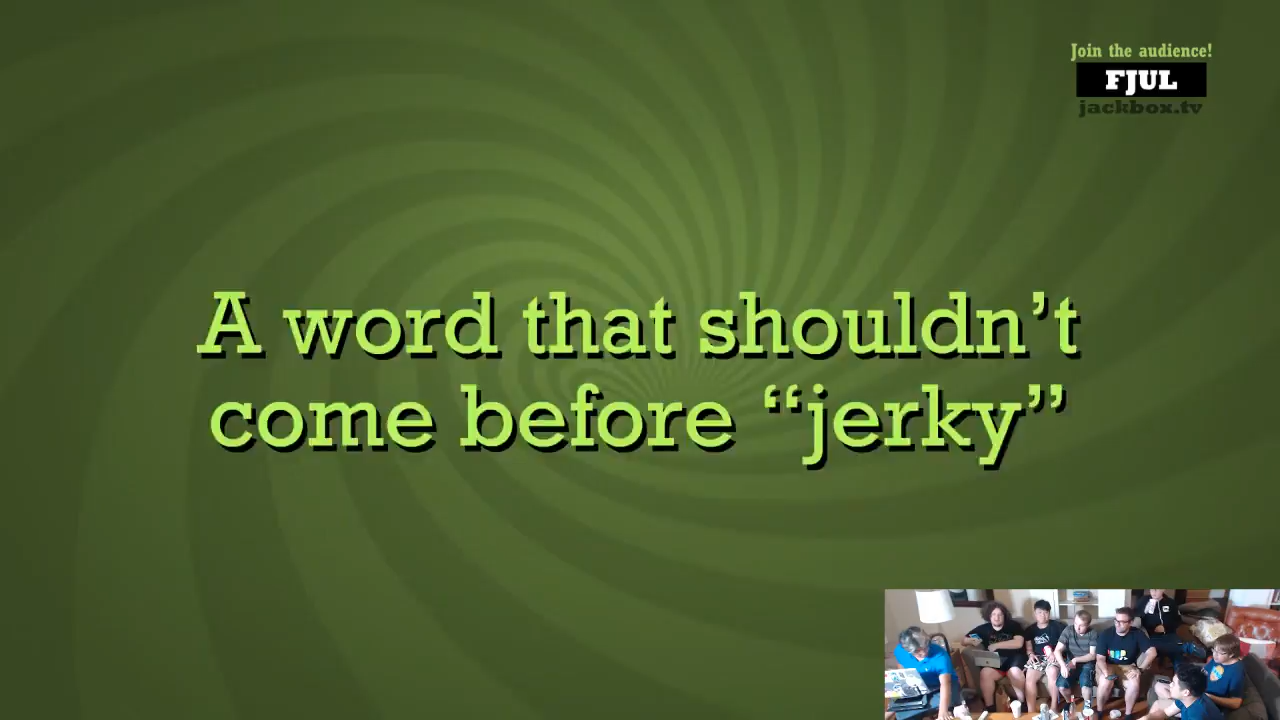 Join the audience!
FJUL
jackbox.tv
A word that shouldn’t
come before “jerky”